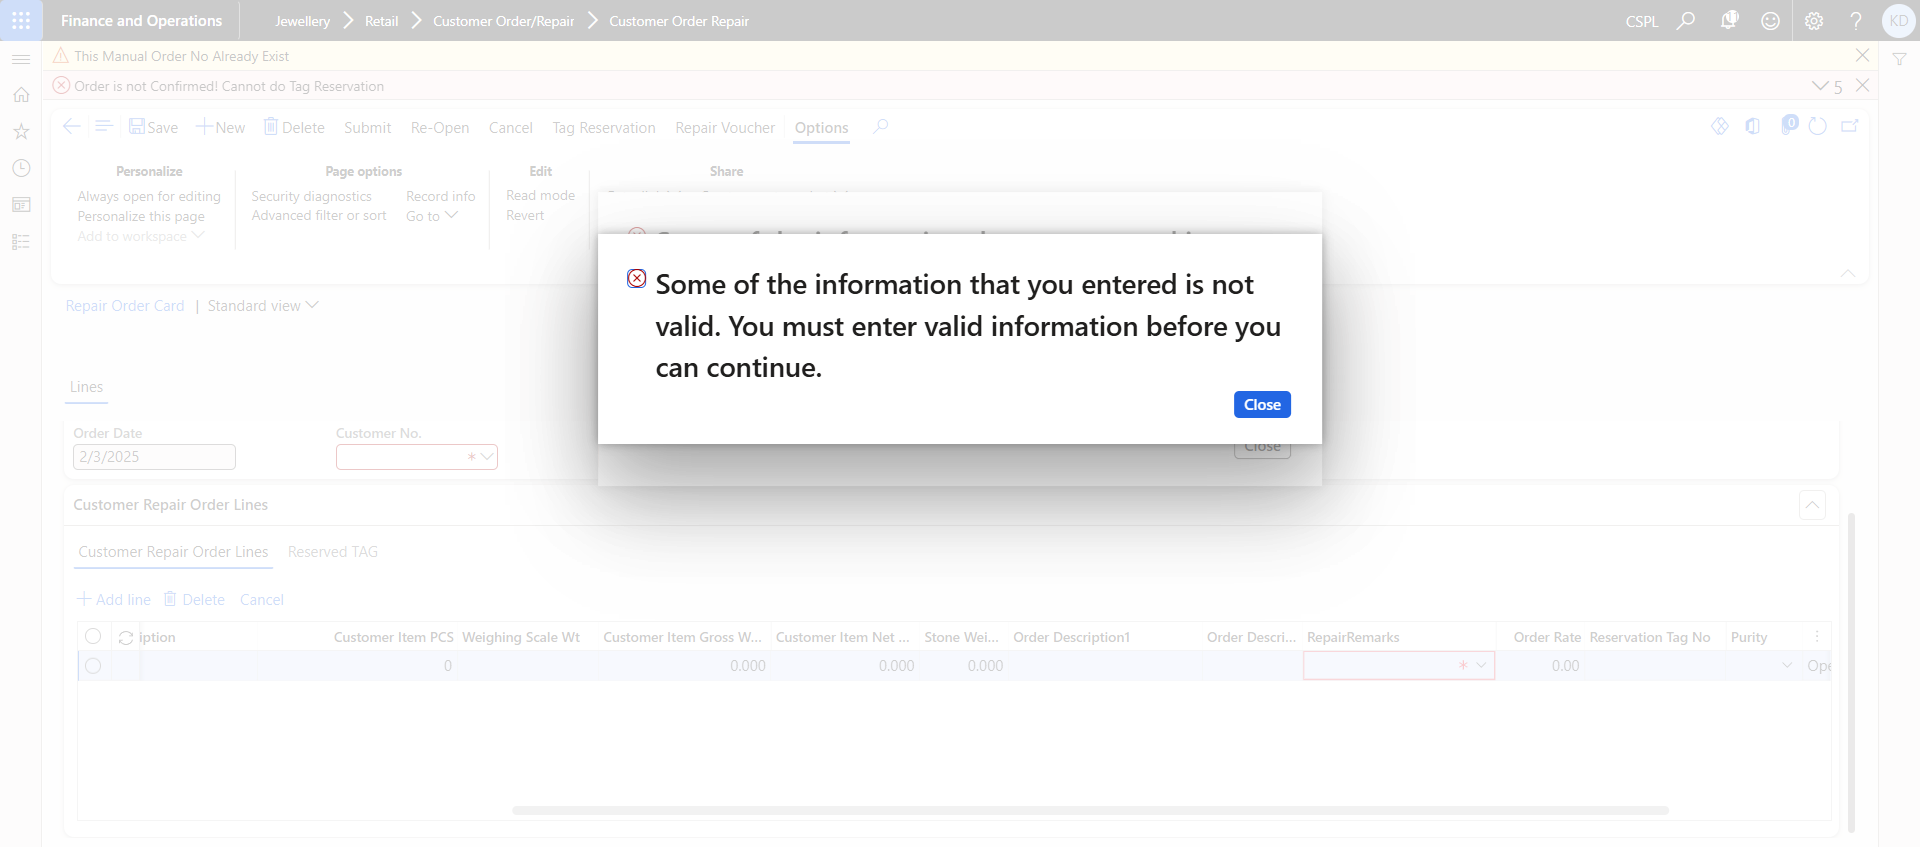 Finance and Operations
Jewellery Retail Customer Order/Repair Customer Order Repair
CSPL
11
KD
This Manual Order No Already Exist
Order is not Confirmed! Cannot do Tag Reservation
5
Save New Delete Submit Re-Open Cancel Tag Reservation Repair Voucher Options
0
Personalize
Always open for editing
Personalize this page
Add to workspace
Page options
Security diagnostics
Advanced filter or sort
Record info
Go to
Edit
Read mode
Revert
Share
Some of the information that you entered is not
valid. You must enter valid information before you
can continue.
Close
Close
Repair Order Card | Standard view
Lines
Order Date
2/3/2025
Customer No.
*
Customer Repair Order Lines
Customer Repair Order Lines Reserved TAG
Add line Delete Cancel
iption Customer Item PCS Weighing Scale Wt Customer Item Gross W... Customer Item Net ... Stone Wei... Order Description1 Order Descri... RepairRemarks Order Rate Reservation Tag No Purity
0 0.000 0.000 0.000 * 0.00 Ope